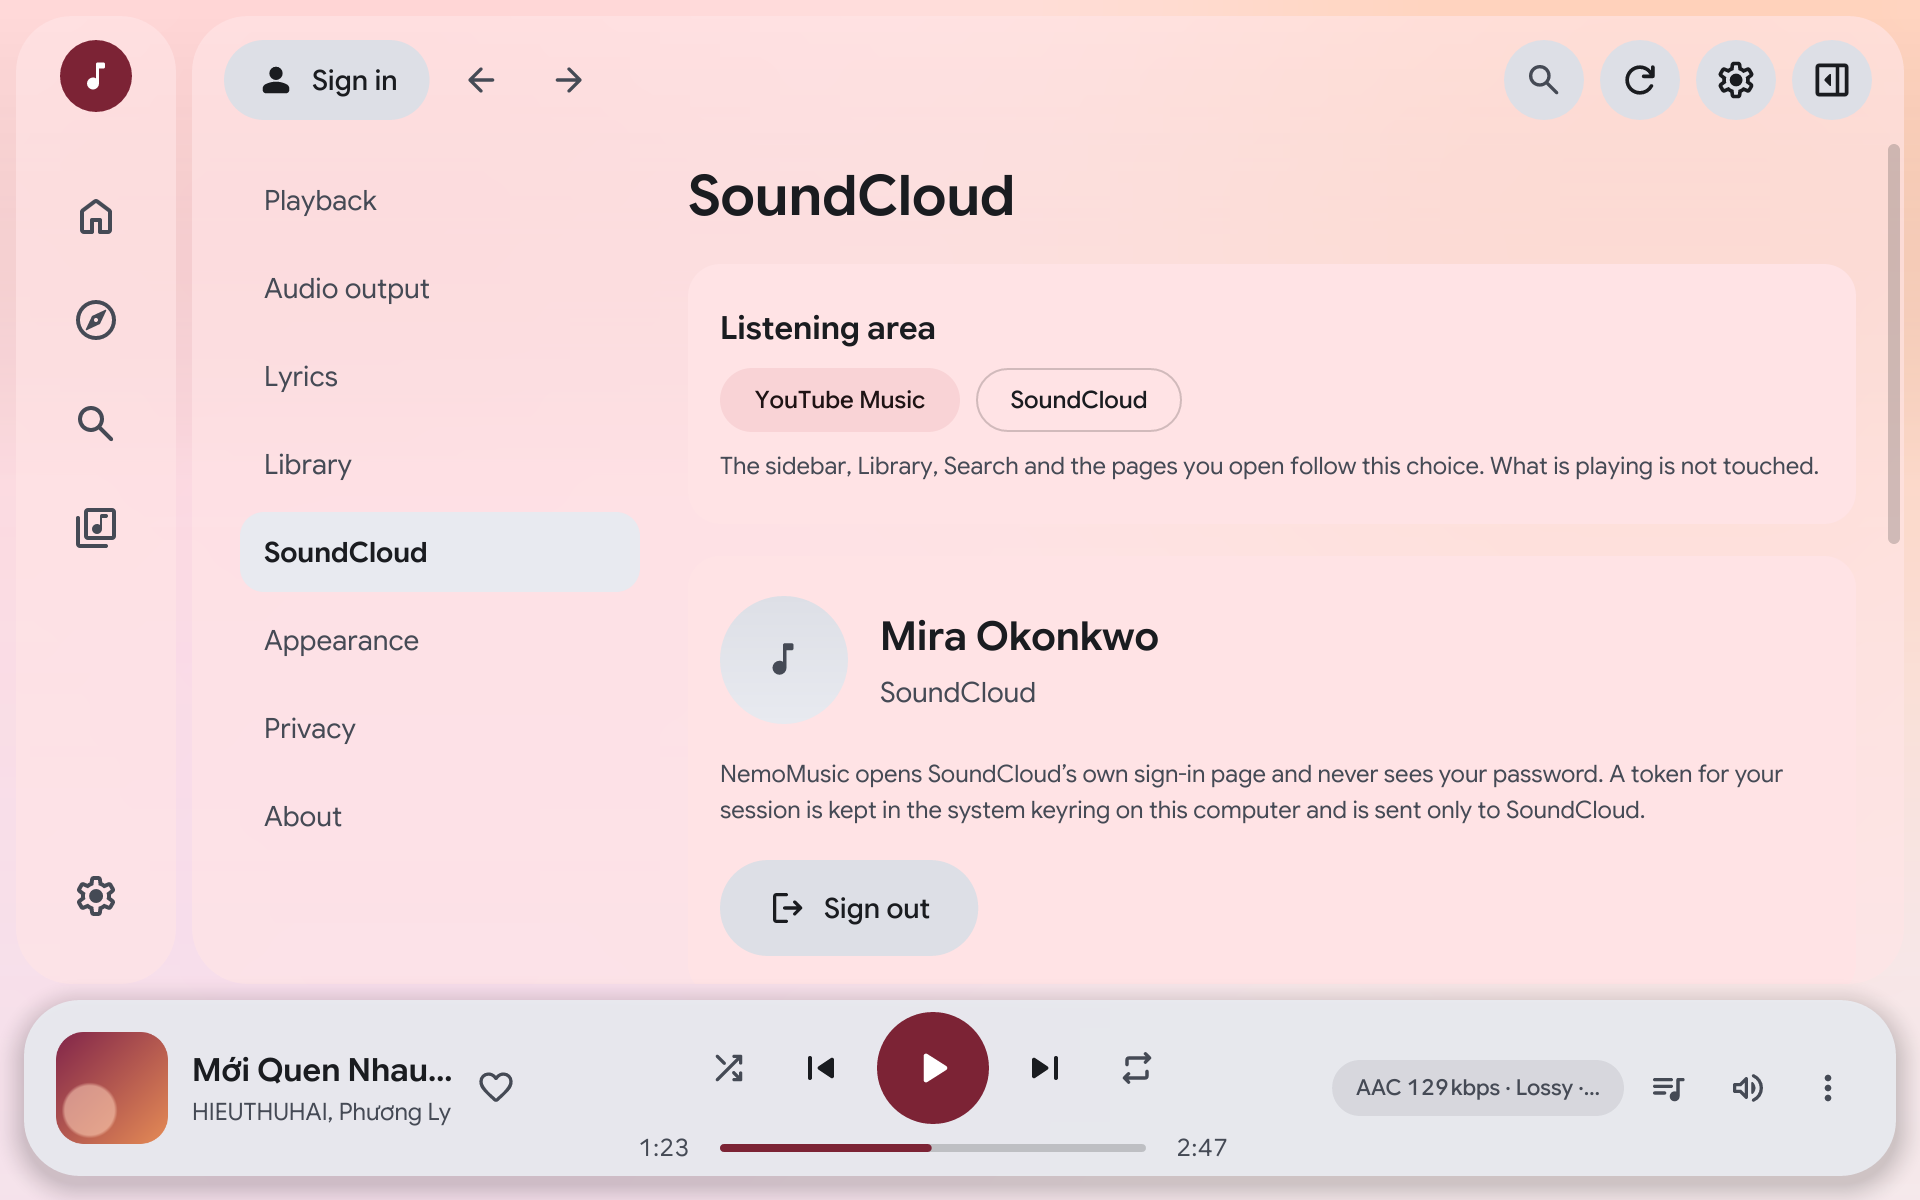 Sign in
Playback
Audio output
Lyrics
Library
SoundCloud
Appearance
Privacy
About
SoundCloud
Listening area
YouTube Music
SoundCloud
The sidebar, Library, Search and the pages you open follow this choice. What is playing is not touched.
Mira Okonkwo
SoundCloud
NemoMusic opens SoundCloud’s own sign-in page and never sees your password. A token for your
session is kept in the system keyring on this computer and is sent only to SoundCloud.
Sign out
Mới Quen Nhau...
HIEUTHUHAI, Phương Ly
1:23
2:47
AAC 129 kbps · Lossy ·...